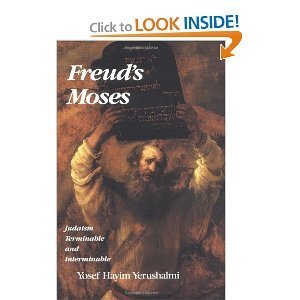 Click to LOOK INSIDE!
Freud's
Moses
Judaism
Terminable
and
Interminable
Yosef Hayim Yerushalmi